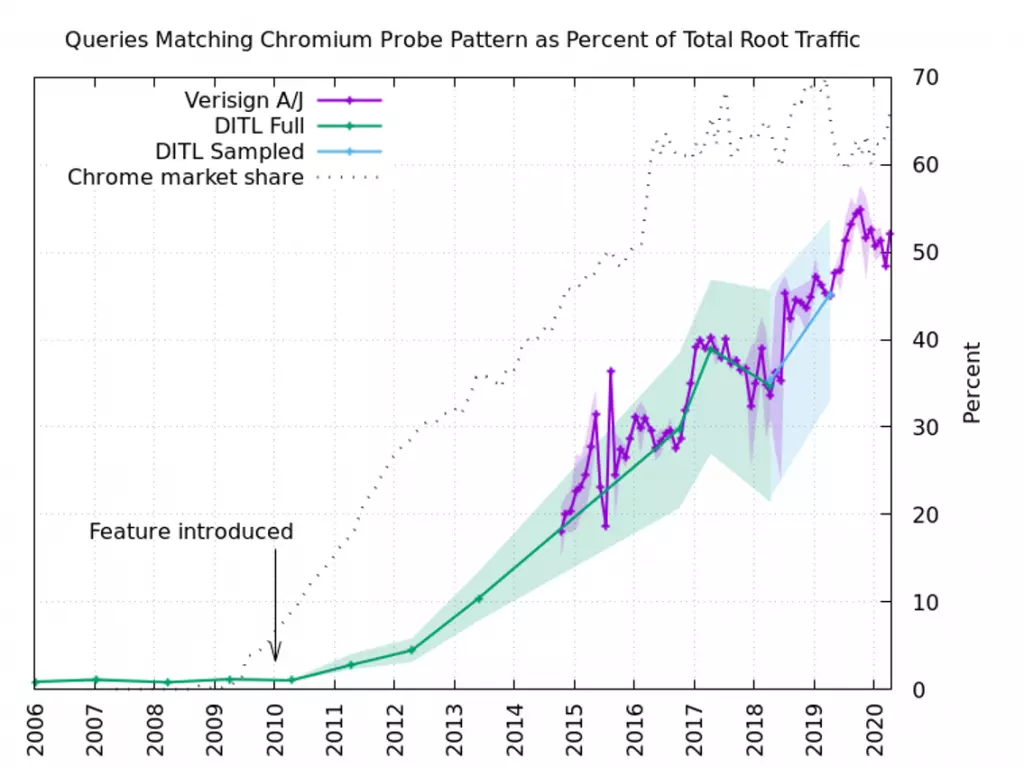 Queries Matching Chromium Probe Pattern as Percent of Total Root Traffic
Verisign A/J
DITL Full
DITL Sampled
Chrome market share
Feature introduced
70
60
50
40
30
20
10
0
Percent
2006 2007 2008 2009 2010 2011 2012 2013 2014 2015 2016 2017 2018 2019 2020